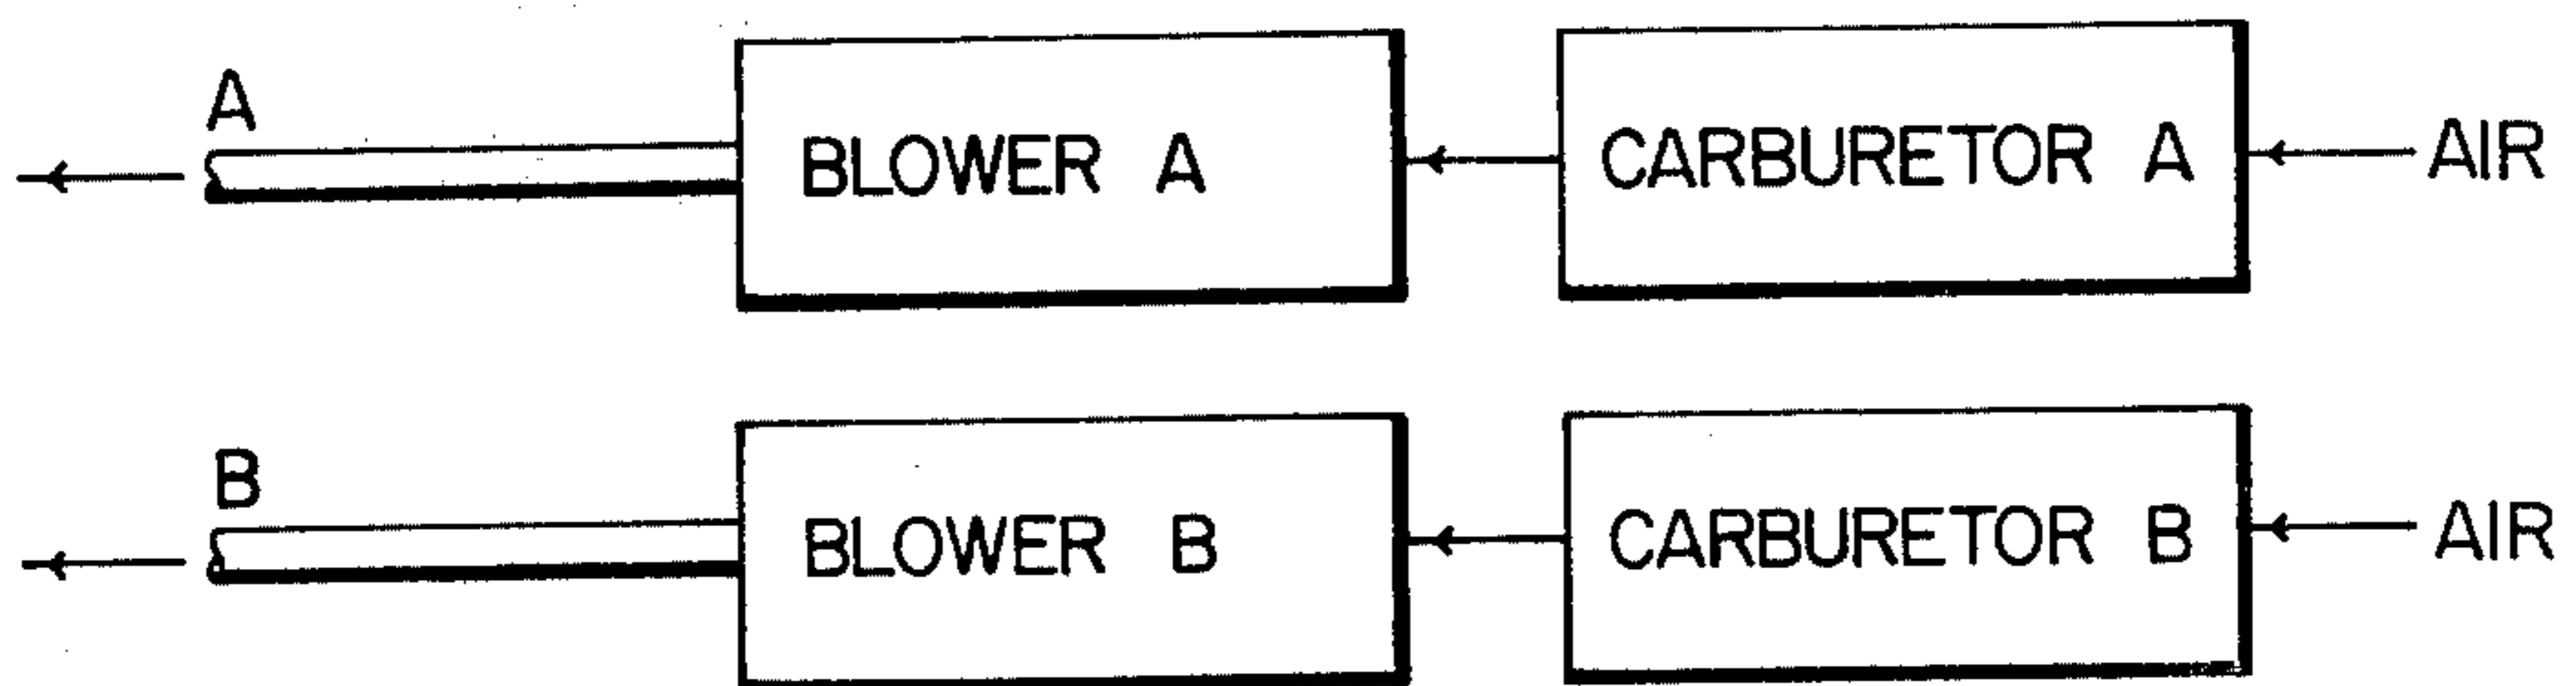 A
BLOWER A
CARBURETOR A
AIR
B
BLOWER B
CARBURETOR B
AIR